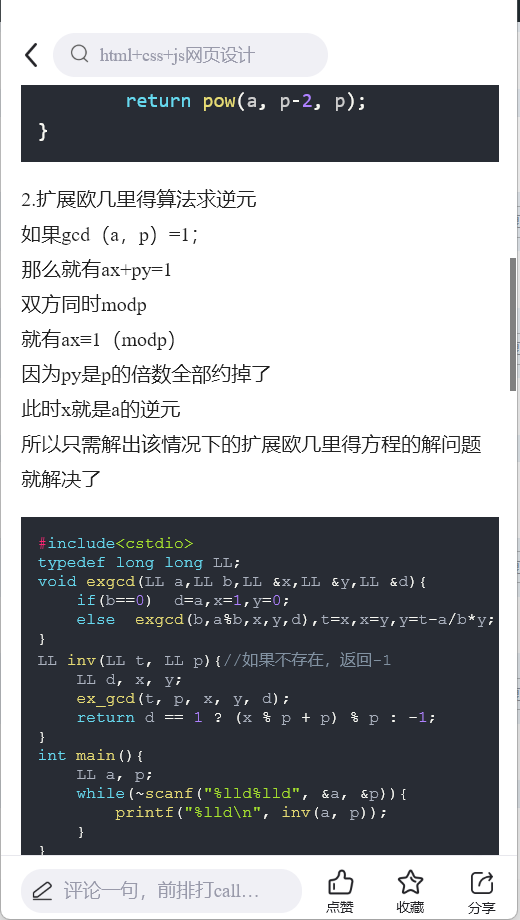 html+css+js网页设计
return pow(a, p-2, p);
}
2.扩展欧几里得算法求逆元
如果gcd（a，p）=1；
那么就有ax+py=1
双方同时modp
就有ax≡1（modp）
因为py是p的倍数全部约掉了
此时x就是a的逆元
所以只需解出该情况下的扩展欧几里得方程的解问题
就解决了
#include<cstdio>
typedef long long LL;
void exgcd(LL a,LL b,LL &x,LL &y,LL &d){
if(b==0)  d=a,x=1,y=0;
else  exgcd(b,a%b,x,y,d),t=x,x=y,y=t-a/b*y;
}
LL inv(LL t, LL p){//如果不存在，返回-1
LL d, x, y;
ex_gcd(t, p, x, y, d);
return d == 1 ? (x % p + p) % p : -1;
}
int main(){
LL a, p;
while(~scanf("%lld%lld", &a, &p)){
printf("%lld\n", inv(a, p));
}
}
评论一句，前排打call…
点赞
收藏
分享